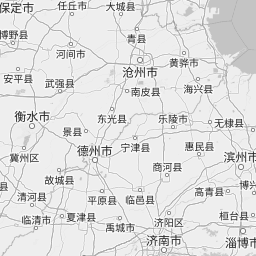 保定市
任丘市
大城县
博野县
青县
河间市
沧州市
黄骅市
安平县
武强县
海兴县
南皮县
衡水市
东光县
乐陵市
无棣县
景县
冀州区
德州市
宁津县
惠民县
滨州市
故城县
商河县
清河县
平原县
临邑县
高青县
博兴
临清市
夏津县
禹城市
济阳区
桓台县
济南市
淄博市